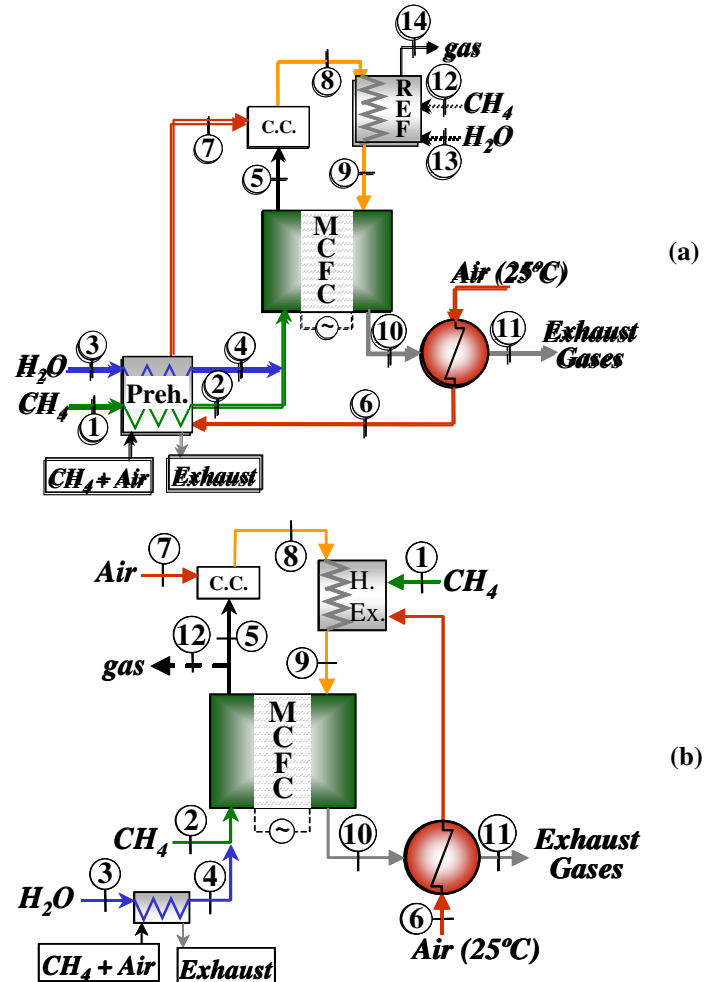 14
gas
8
12
CH₄
R
E
F
H₂O
13
C.C.
7
5
9
M
C
F
C
(a)
Air (25ºC)
~
10
11
Exhaust
Gases
3
4
H₂O
Preh.
2
CH₄
1
6
CH₄ + Air
Exhaust
7
8
1
Air
C.C.
H.
Ex.
CH₄
12
5
gas
9
M
C
F
C
(b)
2
~
10
11
CH₄
Exhaust
Gases
3
4
H₂O
6
Air (25ºC)
CH₄ + Air
Exhaust